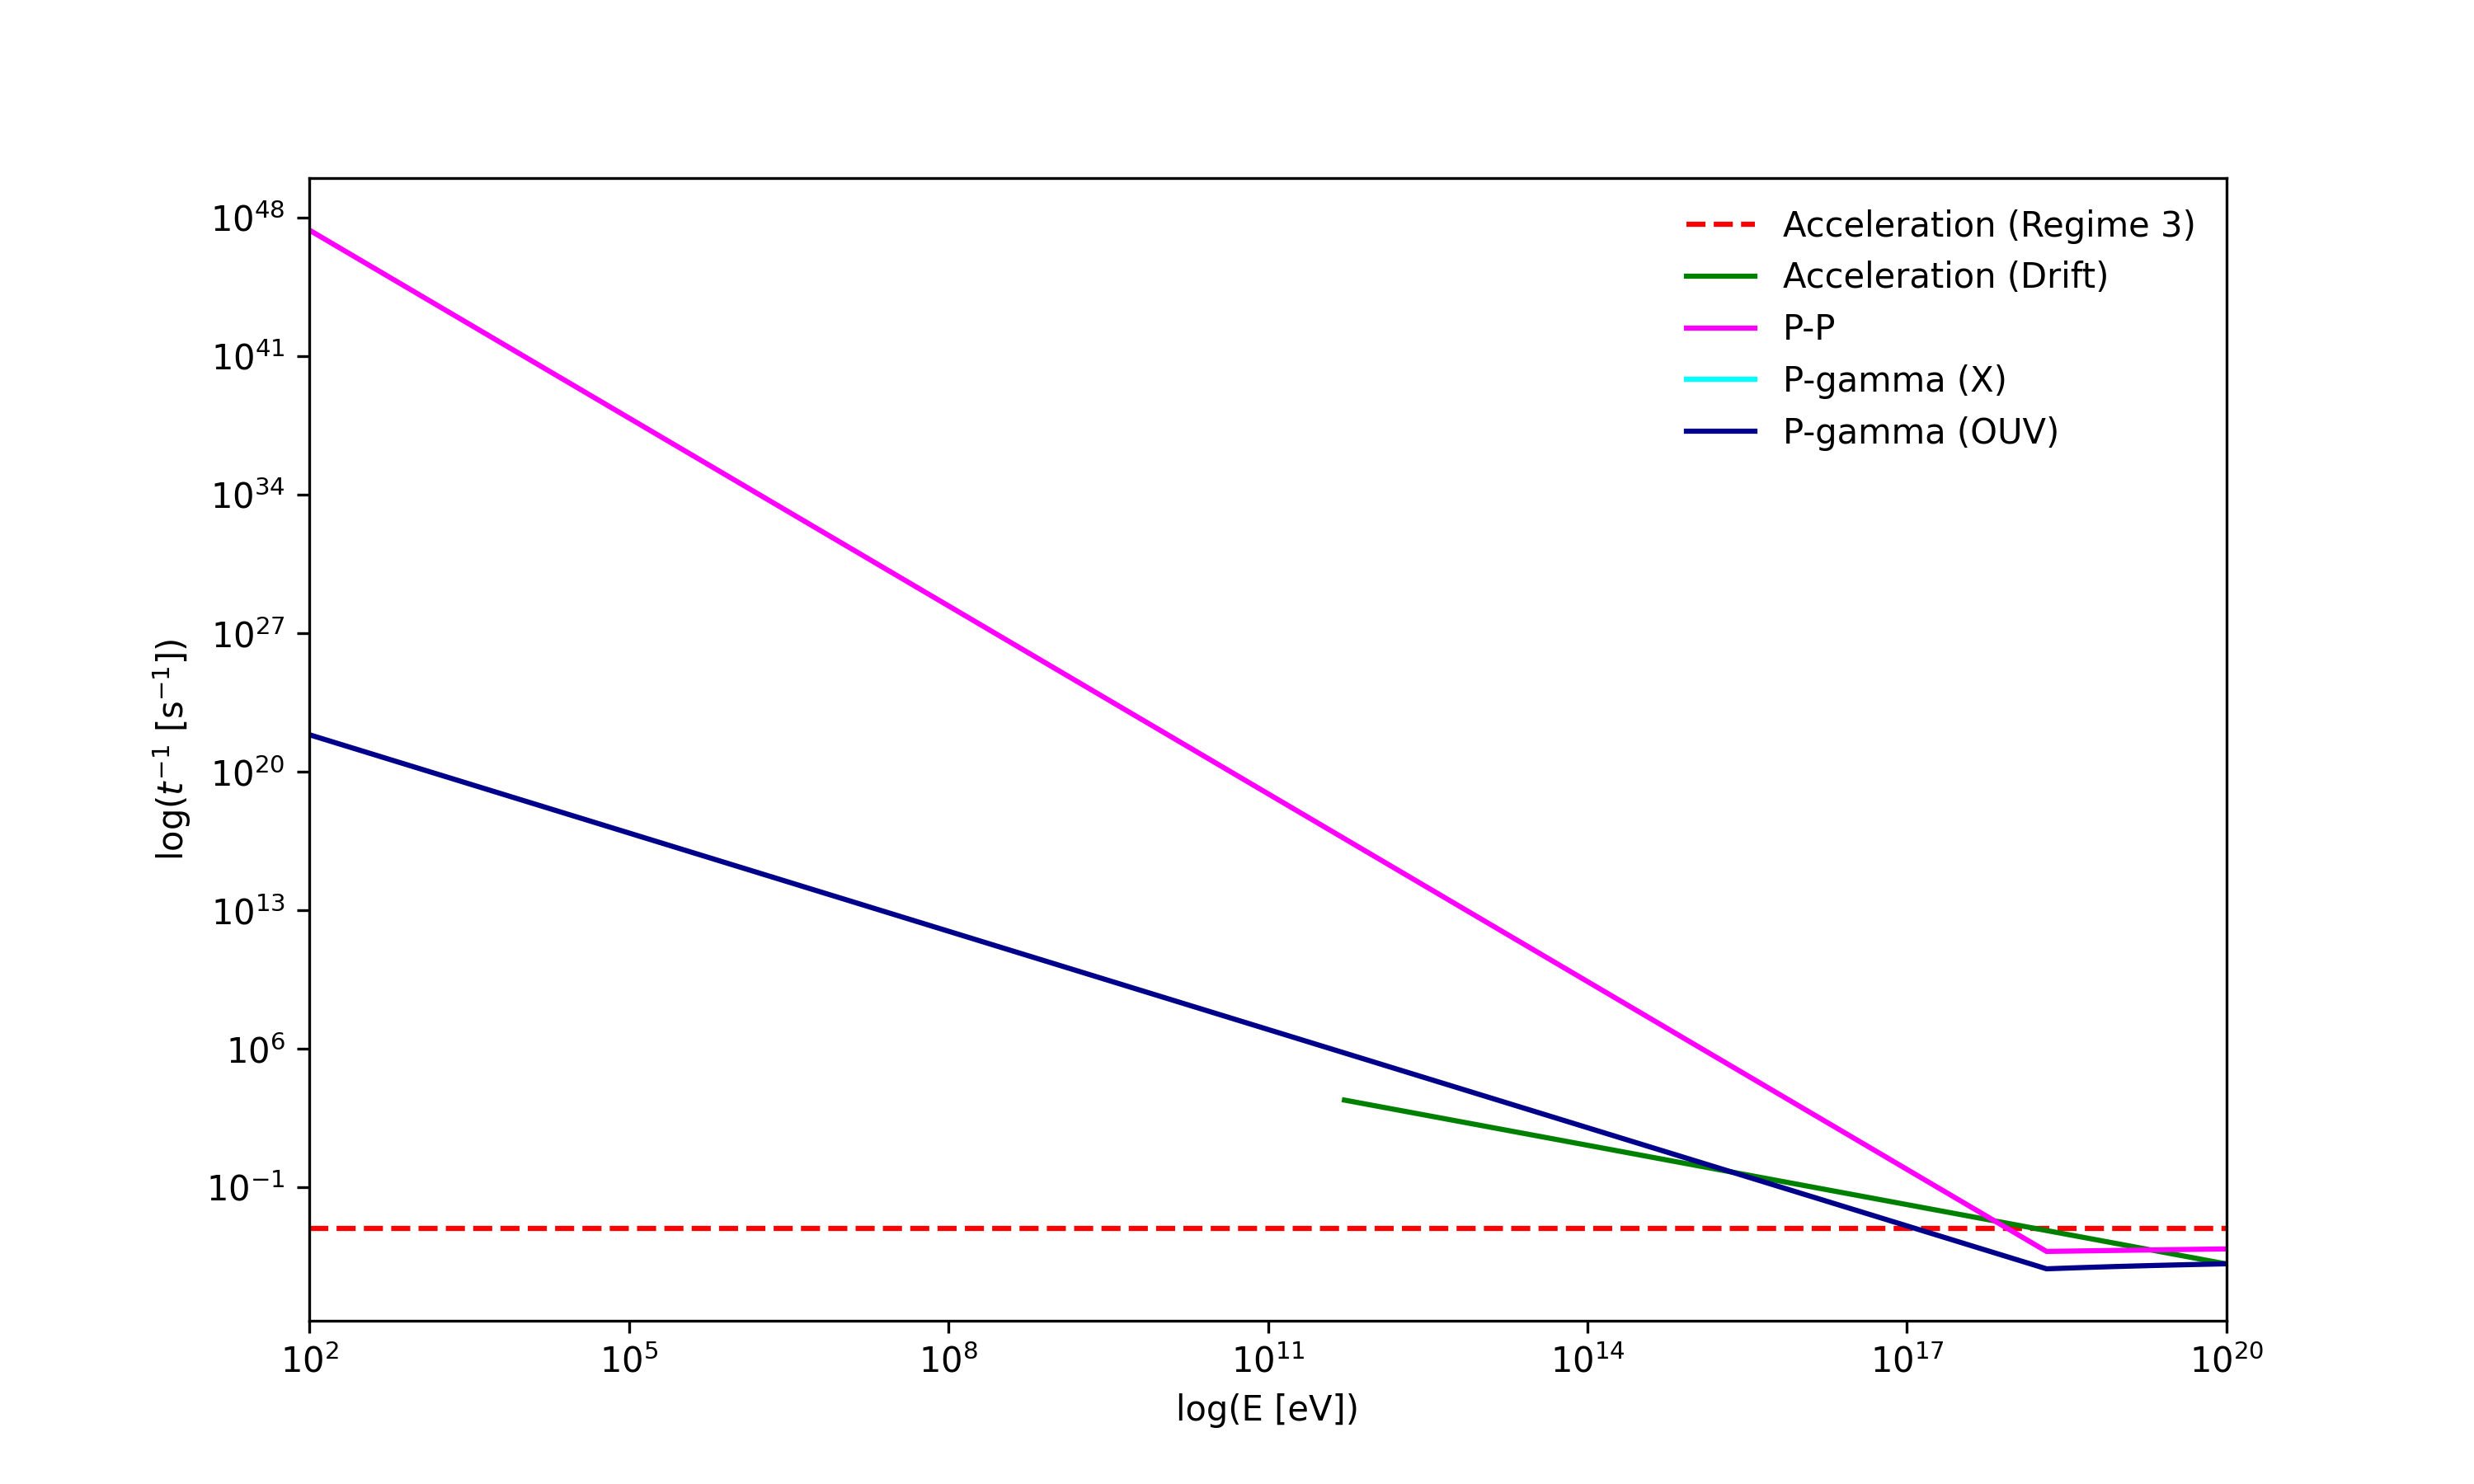 10^48
10^41
10^34
10^27
10^20
10^13
10^6
10^−1
log(t^−1 [s^−1])
Acceleration (Regime 3)
Acceleration (Drift)
P-P
P-gamma (X)
P-gamma (OUV)
10^2 10^5 10^8 10^11 10^14 10^17 10^20
log(E [eV])